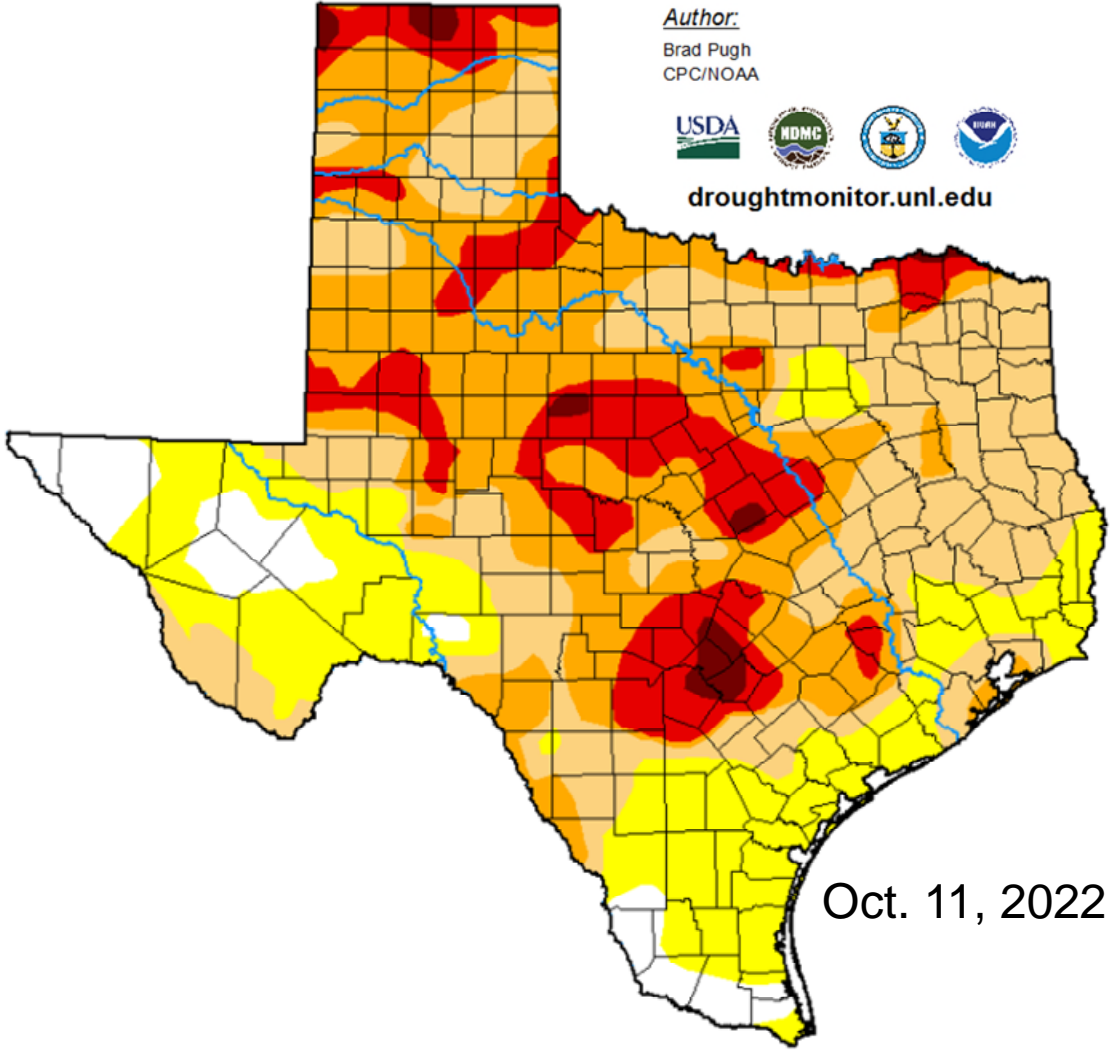 Author:
Brad Pugh
CPC/NOAA
USDA
NDMC
droughtmonitor.unl.edu
Oct. 11, 2022